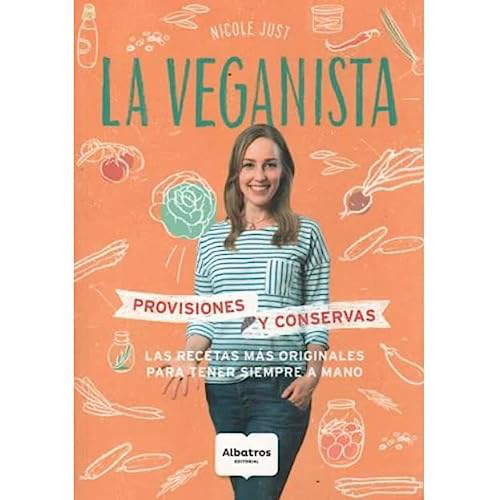 NICOLE JUST
LA VEGANISTA
PROVISIONES
Y CONSERVAS
LAS RECETAS MÁS ORIGINALES
PARA TENER SIEMPRE A MANO
Albatros
EDITORIAL